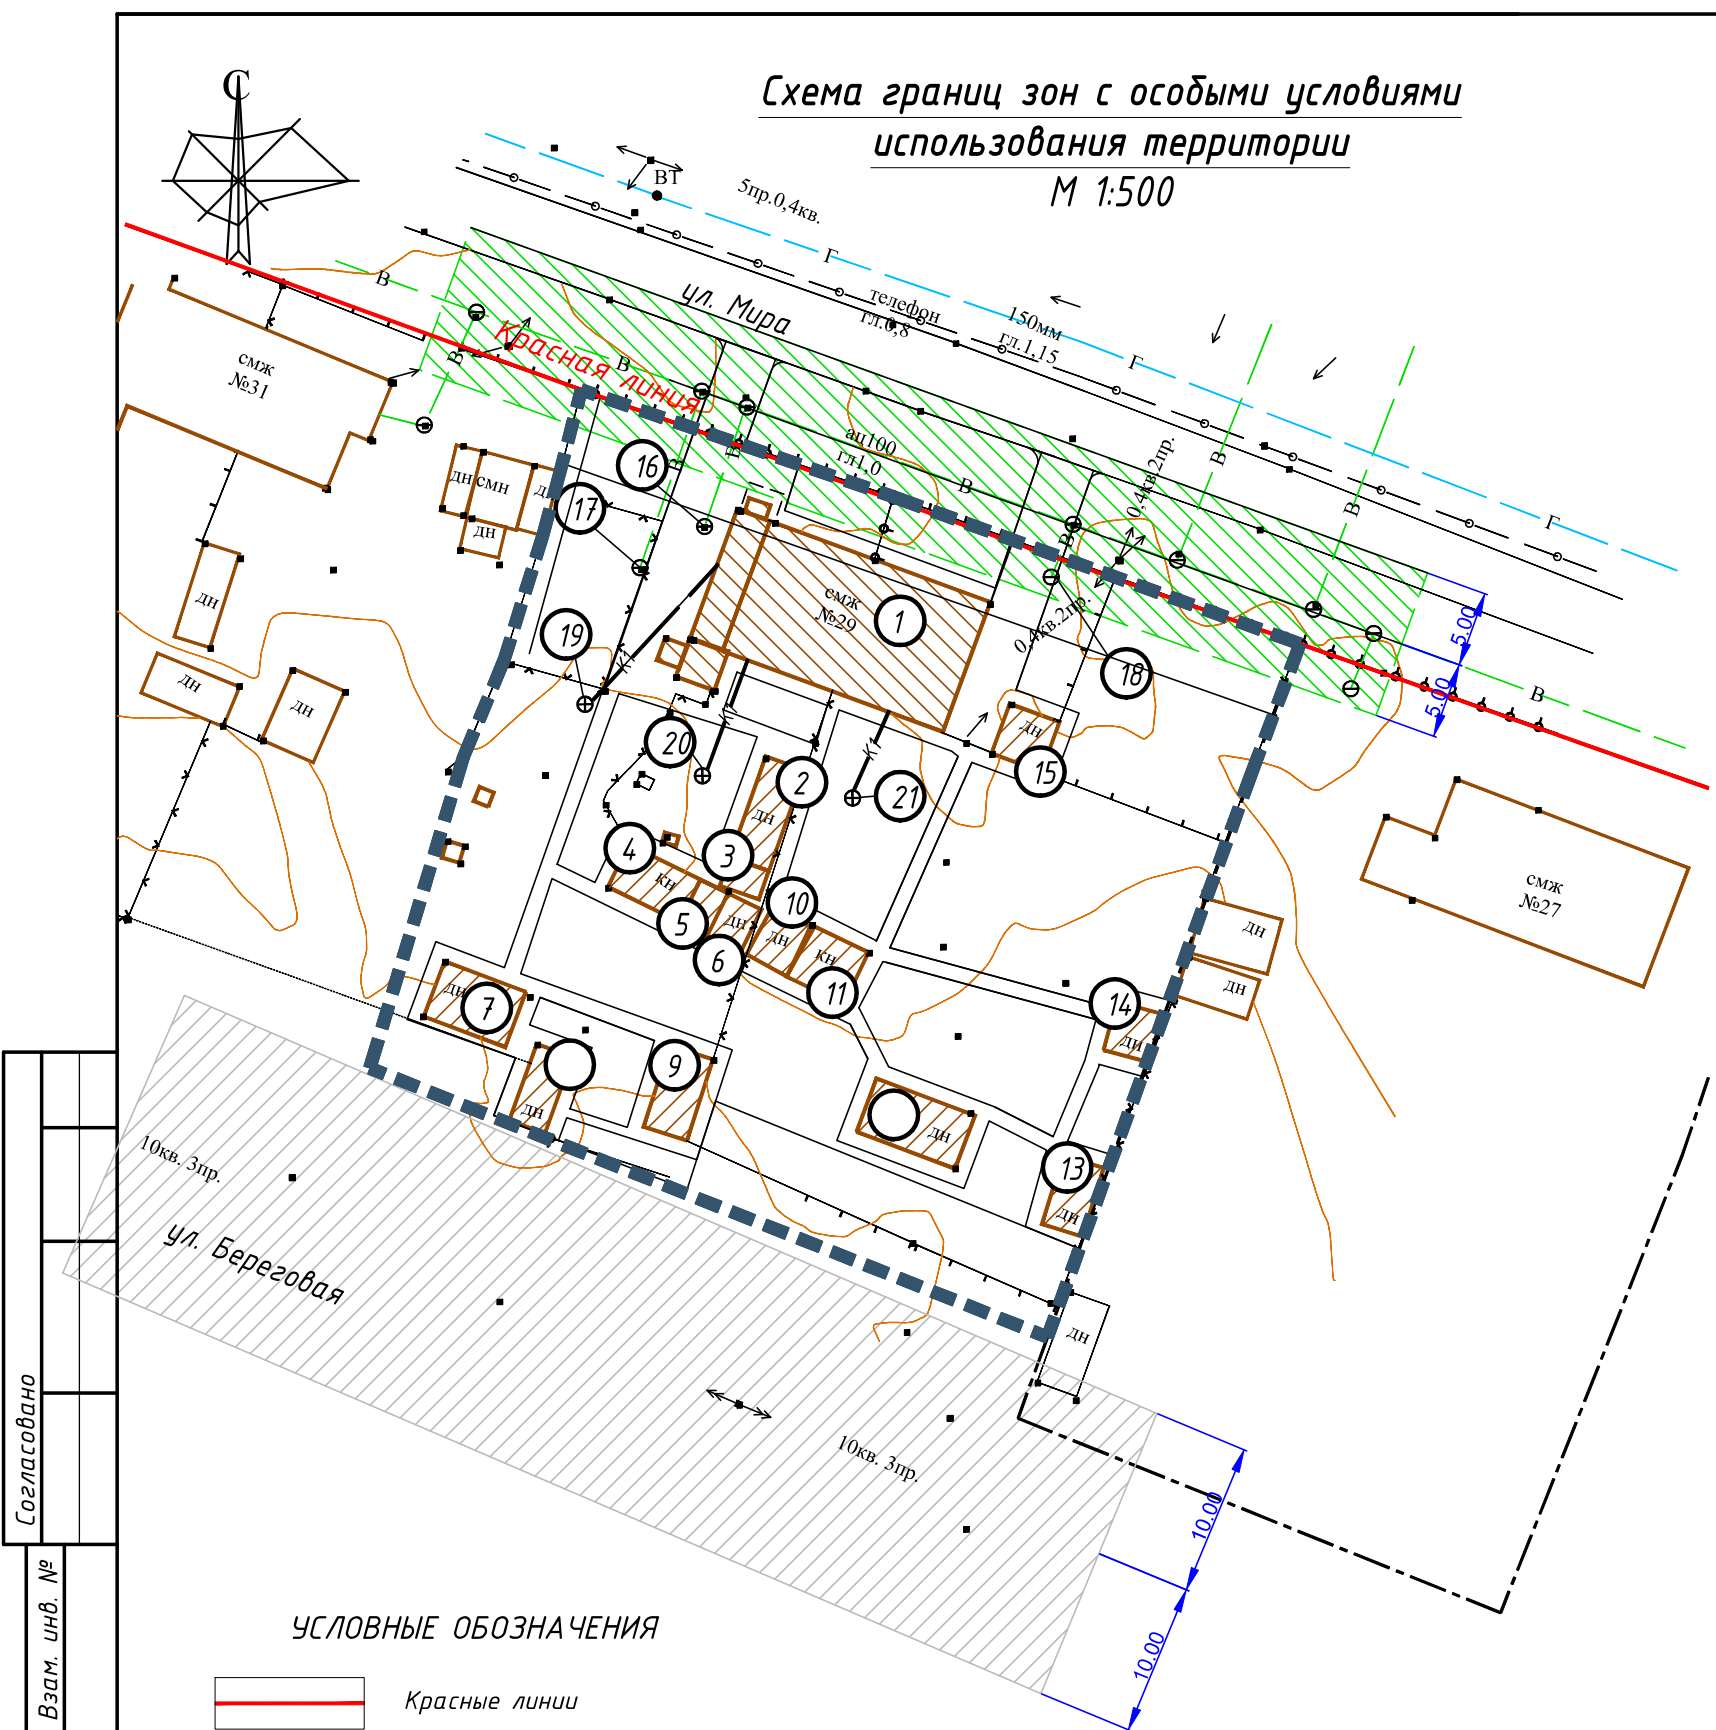 С
Схема границ зон с особыми условиями
использования территории
М 1:500
ВТ
5пр.0,4кв.
Г
В
ул. Мира
телефон
гл.0,8
150мм
гл.1,15
Г
Красная линия
В
В
смж
№31
ац100
гл1,0
В
0,4кв.2пр.
В
В
Г
16
В
В
дн
смн
д
17
дн
В
смж
№29
1
0,4кв.2пр.
5.00
дн
19
К1
18
5.00
В
дн
дн
20
К1
К1
дн
15
2
21
дн
4
3
кн
10
смж
№27
5
дн
дн
6
кн
11
дн
дн
7
дн
14
ди
9
дн
дн
13
дн
10кв. 3пр.
ул. Береговая
дн
10кв. 3пр.
10.00
10.00
Согласовано
Взам. инв. №
УСЛОВНЫЕ ОБОЗНАЧЕНИЯ
Красные линии